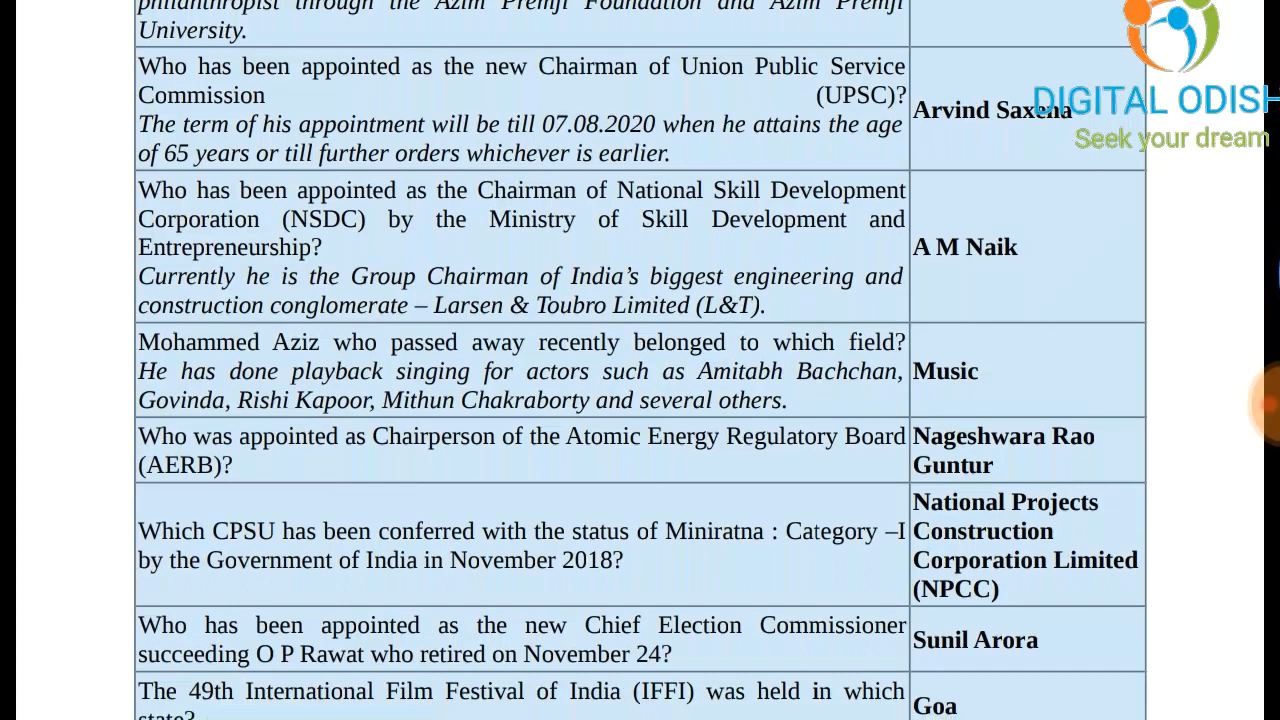 philanthropist through the Azim Premji Foundation and Azim Premji
University.
Who has been appointed as the new Chairman of Union Public Service
Commission (UPSC)?
The term of his appointment will be till 07.08.2020 when he attains the age
of 65 years or till further orders whichever is earlier.
Arvind Saxena
DIGITAL ODISH
Seek your dream
Who has been appointed as the Chairman of National Skill Development
Corporation (NSDC) by the Ministry of Skill Development and
Entrepreneurship?
Currently he is the Group Chairman of India’s biggest engineering and
construction conglomerate – Larsen & Toubro Limited (L&T).
A M Naik
Mohammed Aziz who passed away recently belonged to which field?
He has done playback singing for actors such as Amitabh Bachchan,
Govinda, Rishi Kapoor, Mithun Chakraborty and several others.
Music
Who was appointed as Chairperson of the Atomic Energy Regulatory Board
(AERB)?
Nageshwara Rao
Guntur
Which CPSU has been conferred with the status of Miniratna : Category –I
by the Government of India in November 2018?
National Projects
Construction
Corporation Limited
(NPCC)
Who has been appointed as the new Chief Election Commissioner
succeeding O P Rawat who retired on November 24?
Sunil Arora
The 49th International Film Festival of India (IFFI) was held in which
state?
Goa